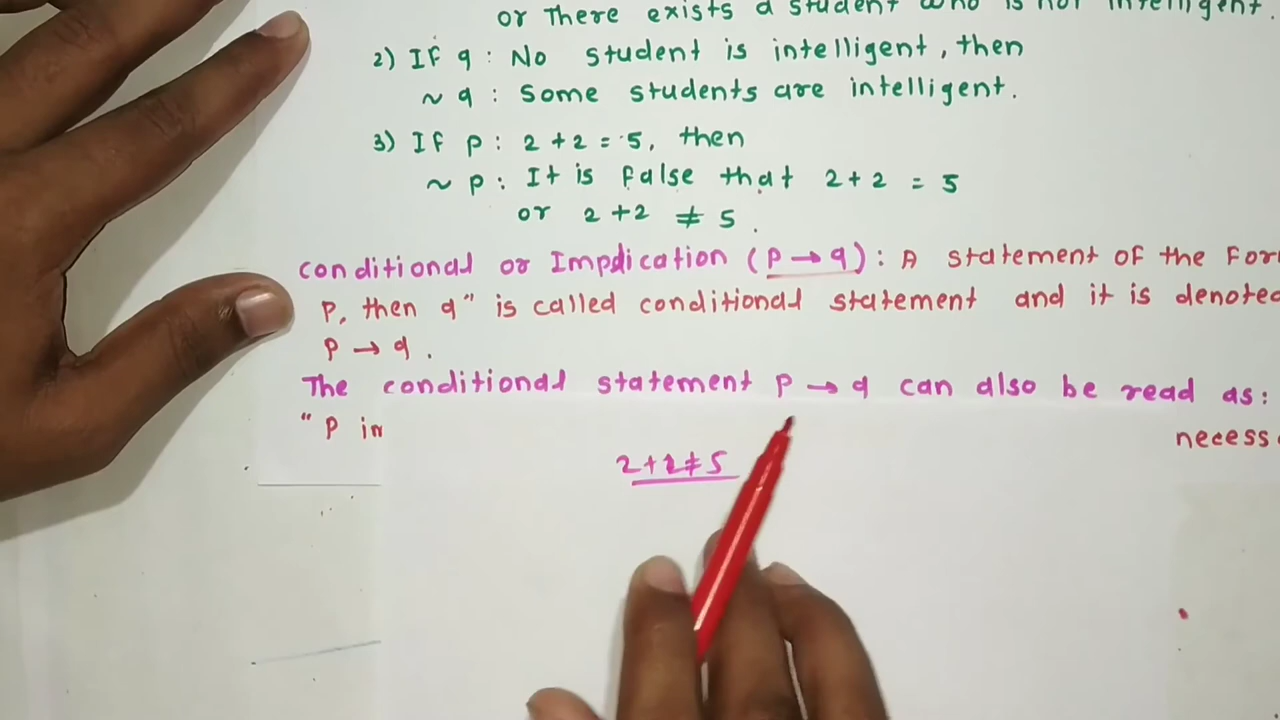 or There exists a student who is not intelligent.
2) If q : No student is intelligent, then
~ q : Some students are intelligent.
3) If p : 2 + 2 = 5, then
~ p : It is false that 2 + 2 = 5
or 2 + 2 ≠ 5.
Conditional or Implication (p → q) : A statement of the
p, then q" is called conditional statement and it is denoted
p → q.
The conditional statement p → q can also be read as:
"p
2+2≠5